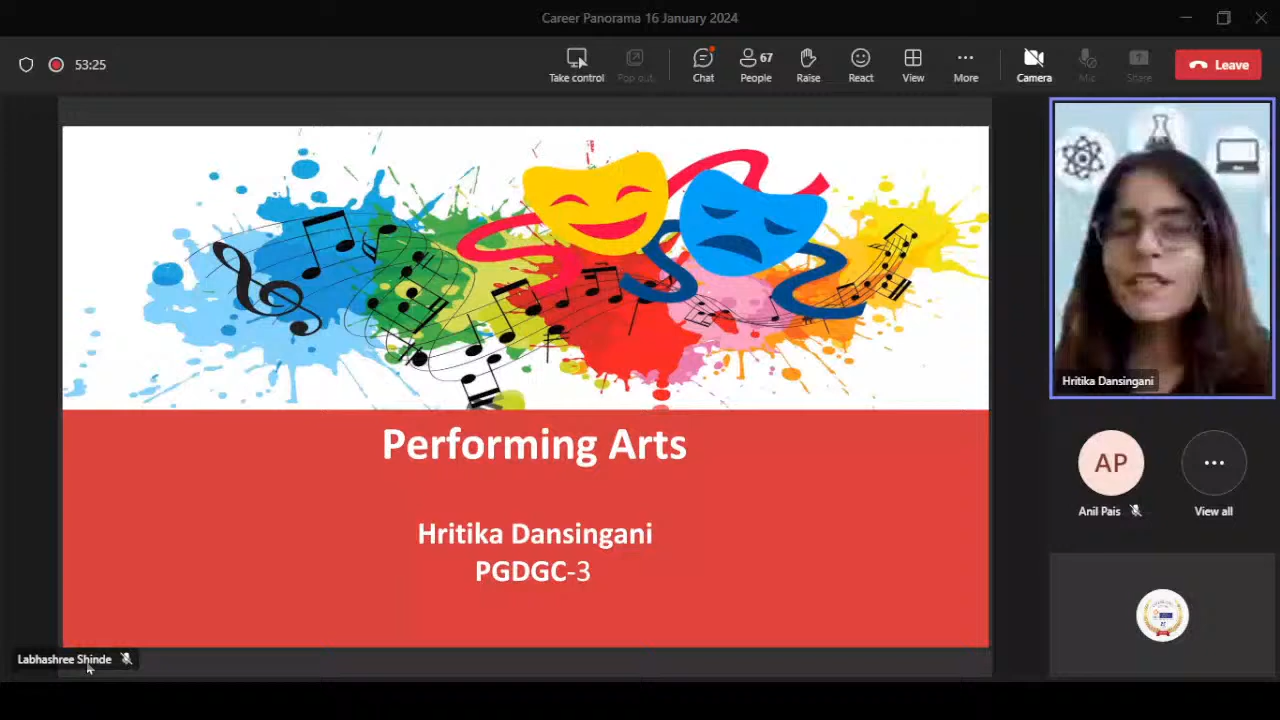 Career Panorama 16 January 2024
53:25
Take control
Pop out
Chat
67
People
Raise
React
View
More
Camera
Mic
Share
Leave
Performing Arts
Hritika Dansingani
PGDGC-3
Hritika Dansingani
AP
Anil Pais
View all
Labhashree Shinde